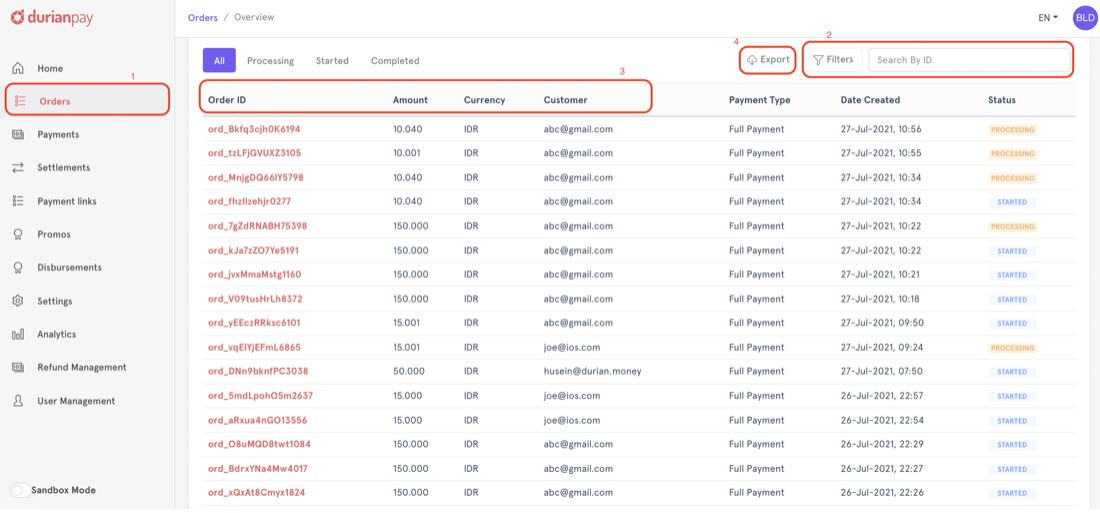 durianpay
Orders / Overview
EN
BLD
1
2
3
4
Home
Orders
Payments
Settlements
Payment links
Promos
Disbursements
Settings
Analytics
Refund Management
User Management
Sandbox Mode
All Processing Started Completed
Export
Filters
Search By ID
Order ID Amount Currency Customer Payment Type Date Created Status
ord_Bkfq3cjh0K6194 10.040 IDR abc@gmail.com Full Payment 27-Jul-2021, 10:56 PROCESSING
ord_tzLFjGVUXZ3105 10.001 IDR abc@gmail.com Full Payment 27-Jul-2021, 10:55 PROCESSING
ord_MnjgDQ66lY5798 10.040 IDR abc@gmail.com Full Payment 27-Jul-2021, 10:34 PROCESSING
ord_fhzllzehjr0277 10.040 IDR abc@gmail.com Full Payment 27-Jul-2021, 10:34 STARTED
ord_7gZdRNABH75398 150.000 IDR abc@gmail.com Full Payment 27-Jul-2021, 10:22 PROCESSING
ord_kJa7zZO7Ye5191 150.000 IDR abc@gmail.com Full Payment 27-Jul-2021, 10:22 STARTED
ord_jvxMmaMstg1160 150.000 IDR abc@gmail.com Full Payment 27-Jul-2021, 10:21 STARTED
ord_V09tusHrLh8372 150.000 IDR abc@gmail.com Full Payment 27-Jul-2021, 10:18 STARTED
ord_yEEczRRksc6101 15.001 IDR abc@gmail.com Full Payment 27-Jul-2021, 09:50 STARTED
ord_vqElYjEFmL6865 15.001 IDR joe@ios.com Full Payment 27-Jul-2021, 09:24 PROCESSING
ord_DNn9bknfPC3038 50.000 IDR husein@durian.money Full Payment 27-Jul-2021, 07:50 STARTED
ord_5mdLpohO5m2637 15.000 IDR joe@ios.com Full Payment 26-Jul-2021, 22:57 STARTED
ord_aRxua4nGO13556 15.000 IDR joe@ios.com Full Payment 26-Jul-2021, 22:54 STARTED
ord_O8uMQD8twt1084 150.000 IDR abc@gmail.com Full Payment 26-Jul-2021, 22:29 STARTED
ord_BdrxYNa4Mw4017 150.000 IDR abc@gmail.com Full Payment 26-Jul-2021, 22:27 STARTED
ord_xQxAt8Cmyx1824 150.000 IDR abc@gmail.com Full Payment 26-Jul-2021, 22:26 STARTED